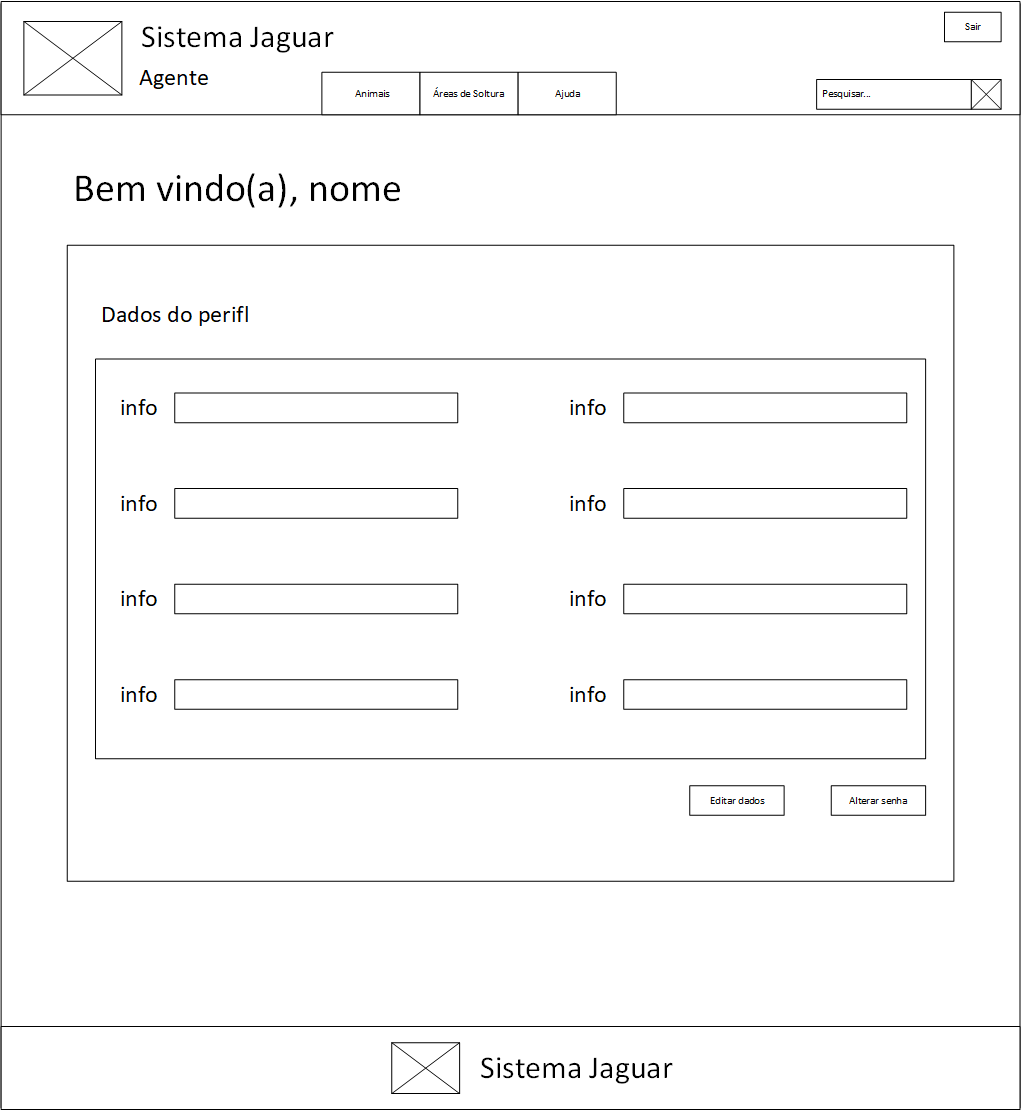 Sistema Jaguar
Sair
Agente
Animais
Áreas de Soltura
Ajuda
Pesquisar...
Bem vindo(a), nome
Dados do perifl
info
info
info
info
info
info
info
info
Editar dados
Alterar senha
Sistema Jaguar